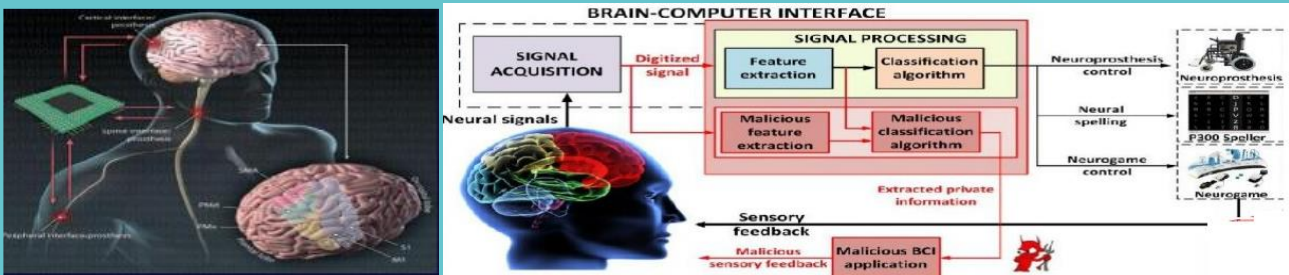 Cortical interface/
prosthesis
Spine interface/
prosthesis
Peripheral interface/prosthesis
SMA
PMd
PMv
S1
M1
BRAIN-COMPUTER INTERFACE
SIGNAL
ACQUISITION
Digitized
signal
SIGNAL PROCESSING
Feature
extraction
Classification
algorithm
Malicious
feature
extraction
Malicious
classification
algorithm
Neural signals
Neuroprosthesis
control
Neuroprosthesis
Neural
spelling
P300 Speller
Neurogame
control
Neurogame
Extracted private
information
Sensory
feedback
Malicious
sensory feedback
Malicious BCI
application